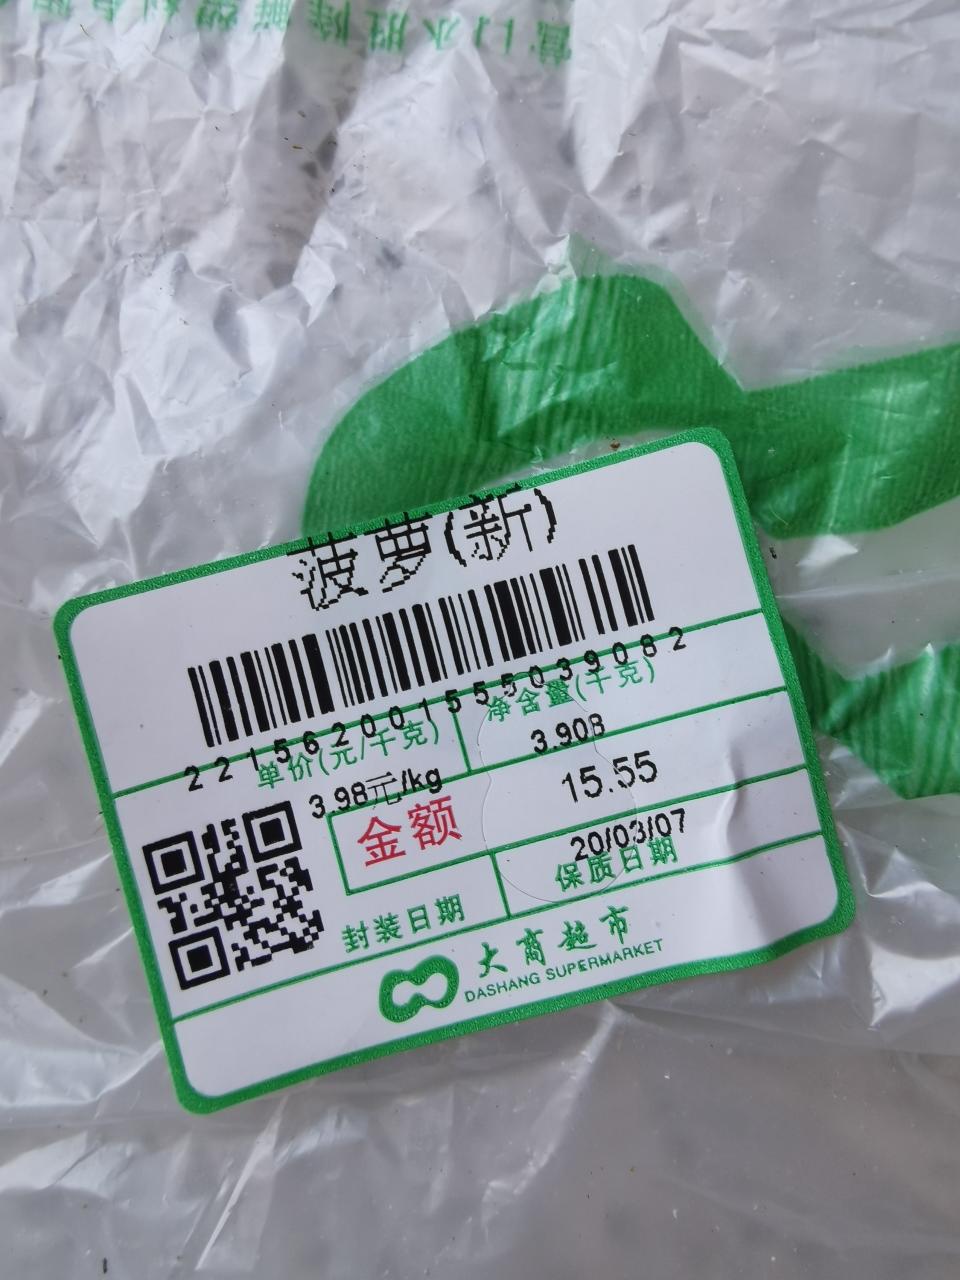 菠萝(新)
221562001555039082
单价(元/千克)
净含量(千克)
3.98元/kg
3.908
金额
15.55
20/03/07
封装日期
保质日期
大商超市
DASHANG SUPERMARKET